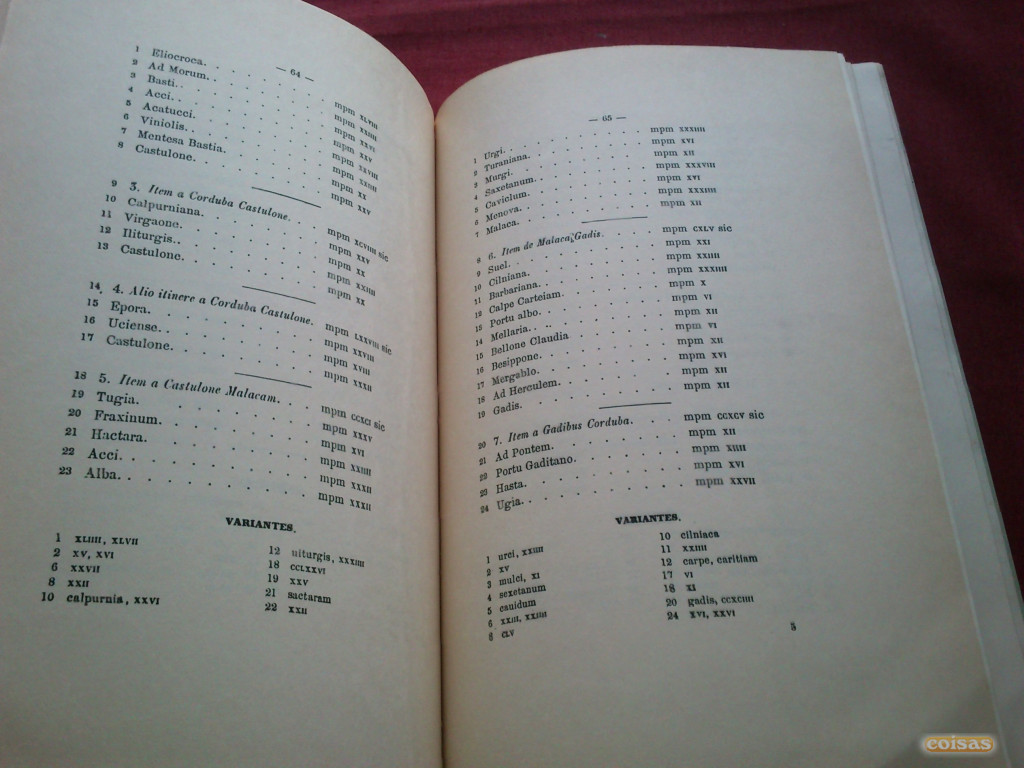 — 64 —
1 Eliocroca. mpm XLVIII
2 Ad Morum. mpm XXIIII
3 Basti. mpm XXVI
4 Acci. mpm XXV
5 Acatucci. mpm XXVIII
6 Viniolis. mpm XXIIII
7 Mentesa Bastia. mpm XX
8 Castulone. mpm XXV
9 3. Item a Corduba Castulone. mpm XCVIIII sic
10 Calpurniana. mpm XXV
11 Virgaone. mpm XX
12 Iliturgis. mpm XXXIIII
13 Castulone. mpm XX
14 4. Alio itinere a Corduba Castulone. mpm LXXVIII sic
15 Epora. mpm XXVIII
16 Uciense. mpm XVIII
17 Castulone. mpm XXXII
18 5. Item a Castulone Malacam. mpm CCXCI sic
19 Tugia. mpm XXXV
20 Fraxinum. mpm XVI
21 Hactara. mpm XXIIII
22 Acci. mpm XXXII
23 Alba. mpm XXXII
VARIANTES.
1 XLIIII, XLVII
2 XV, XVI
6 XXVII
8 XXII
10 calpurnia, XXVI
12 uiturgis, XXXIIII
18 CCLXXVI
19 XXV
21 sactaram
22 XXII
— 65 —
1 Urgi. mpm XXXIIII
2 Turaniana. mpm XVI
3 Murgi. mpm XII
4 Saxetanum. mpm XXXVIII
5 Caviclum. mpm XVI
6 Menova. mpm XXXIIII
7 Malaca. mpm XII
8 6. Item de Malaca Gadis. mpm CXLV sic
9 Suel. mpm XXI
10 Cilniana. mpm XXIIII
11 Barbariana. mpm XXXIIII
12 Calpe Carteiam. mpm X
13 Portu albo. mpm VI
14 Mellaria. mpm XII
15 Bellone Claudia mpm VI
16 Besippone. mpm XII
17 Mergablo. mpm XVI
18 Ad Herculem. mpm XII
19 Gadis. mpm XII
20 7. Item a Gadibus Corduba. mpm CCXCV sic
21 Ad Pontem. mpm XII
22 Portu Gaditano. mpm XIIII
23 Hasta. mpm XVI
24 Ugia. mpm XXVII
VARIANTES.
1 urci, XXIIII
2 XV
3 mulci, XI
4 sexetanum
5 cauidum
6 XXIII, XXIIII
8 CLV
10 cilniaca
11 XXIIII
12 carpe, caritiam
17 VI
18 XI
20 gadis, CCXCIIII
24 XVI, XXVI
5
coisas